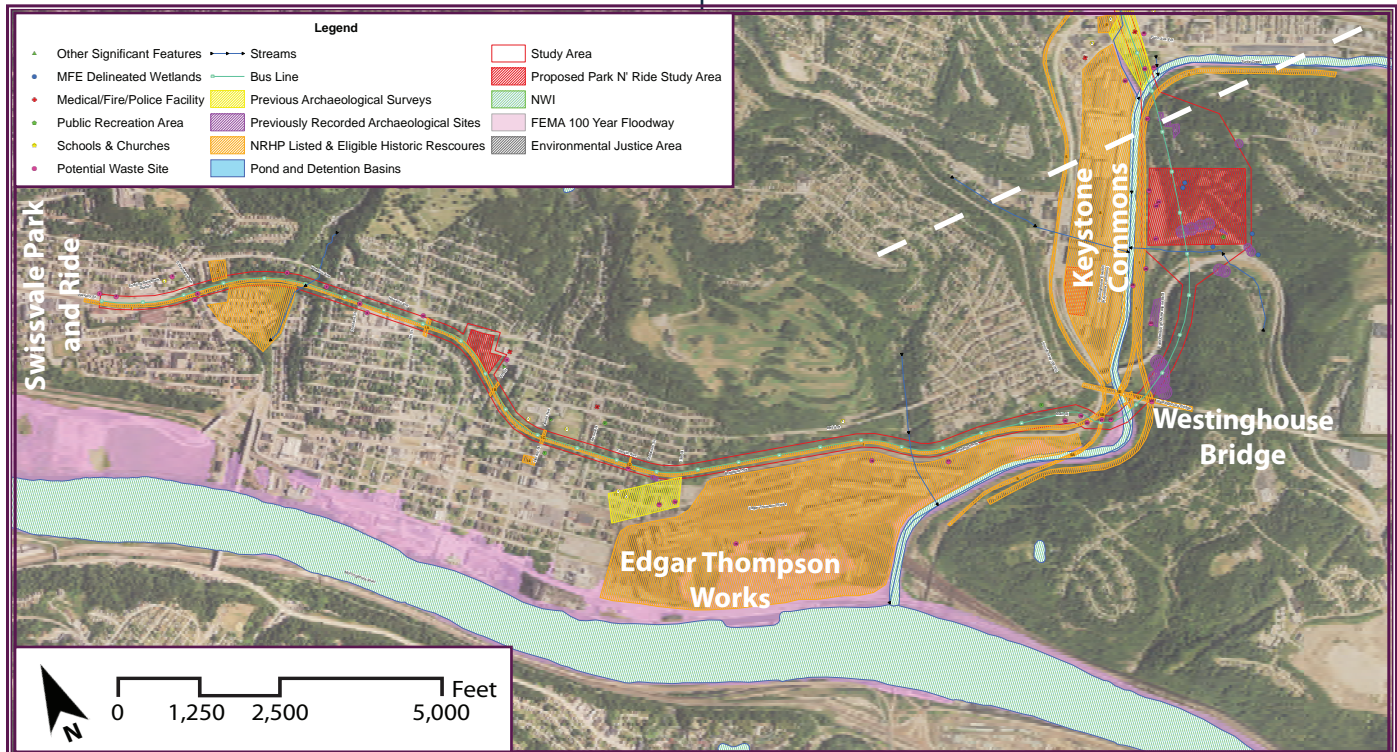 Legend
Other Significant Features
MFE Delineated Wetlands
Medical/Fire/Police Facility
Public Recreation Area
Schools & Churches
Potential Waste Site
Streams
Bus Line
Previous Archaeological Surveys
Previously Recorded Archaeological Sites
NRHP Listed & Eligible Historic Rescoures
Pond and Detention Basins
Study Area
Proposed Park N' Ride Study Area
NWI
FEMA 100 Year Floodway
Environmental Justice Area
Swissvale Park
and Ride
Keystone
Commons
Westinghouse
Bridge
Edgar Thompson
Works
N
Feet
0 1,250 2,500 5,000